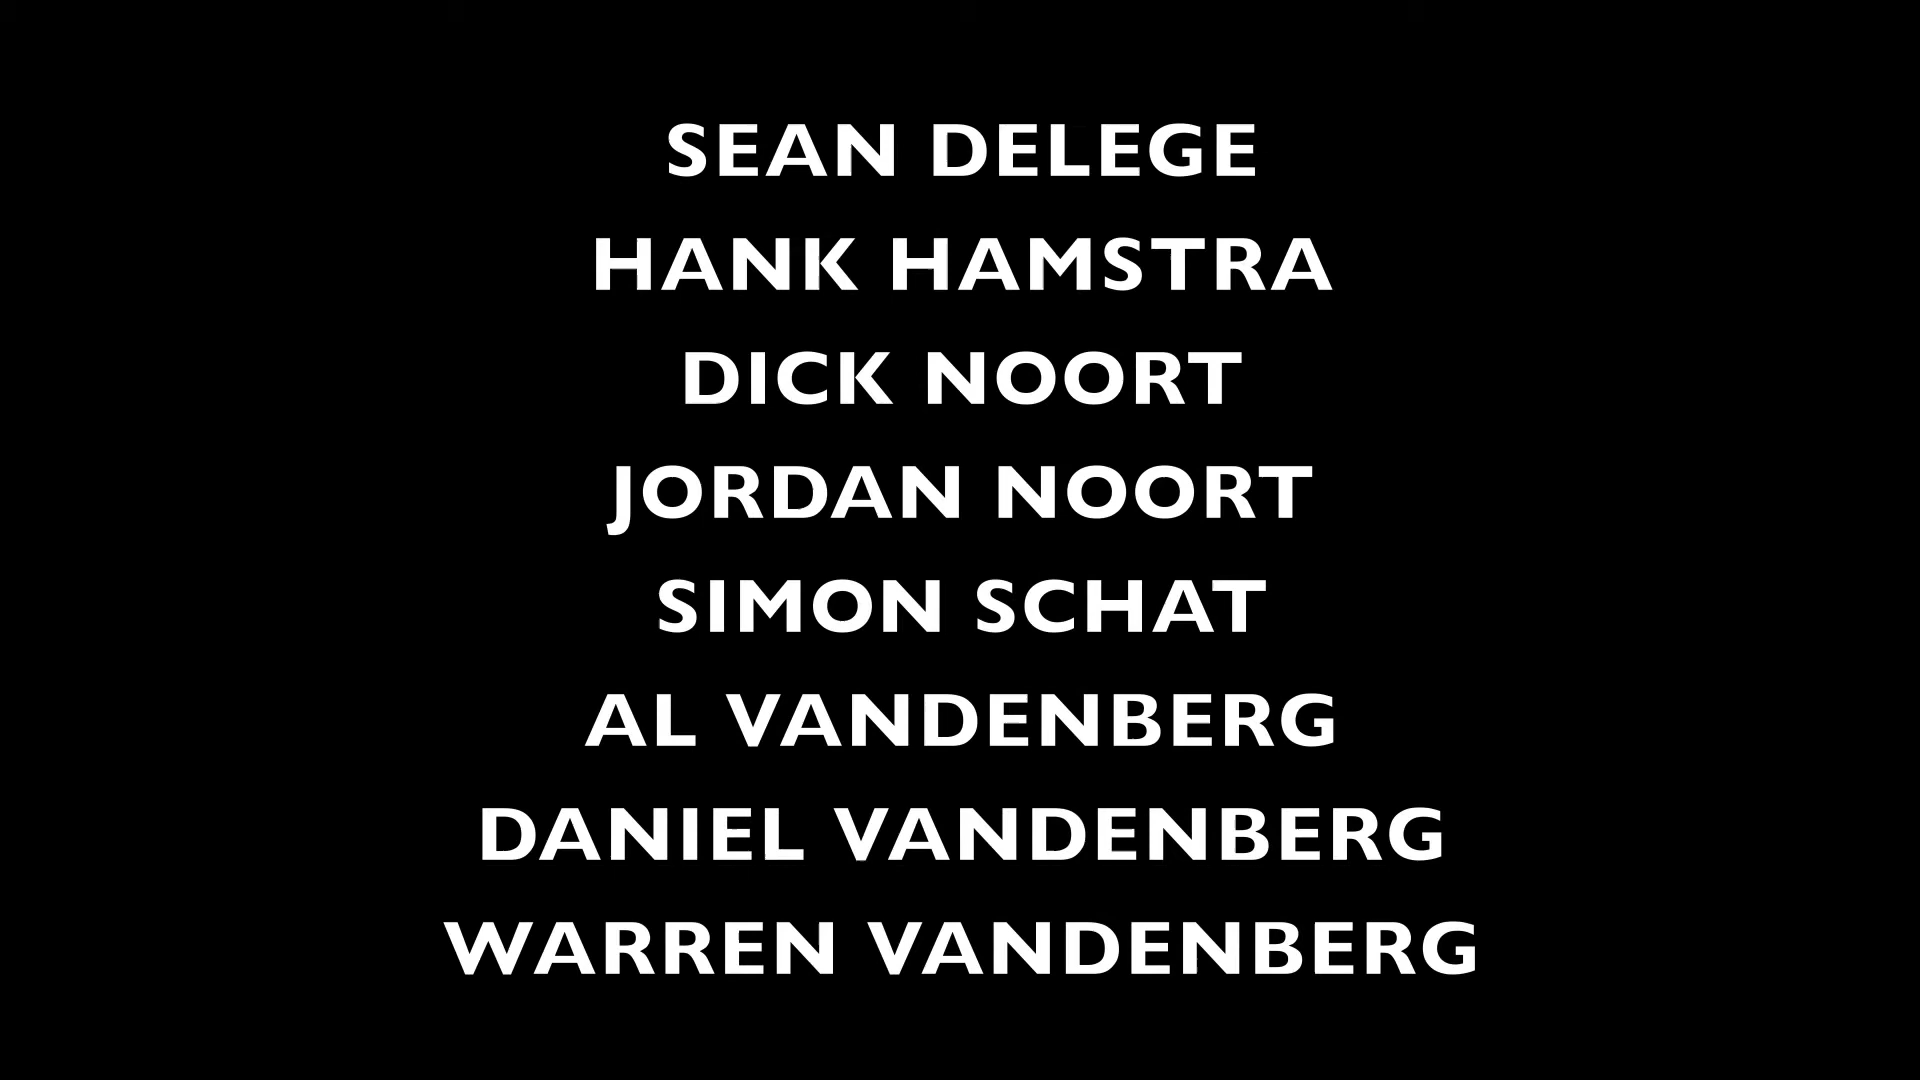 SEAN DELEGE
HANK HAMSTRA
DICK NOORT
JORDAN NOORT
SIMON SCHAT
AL VANDENBERG
DANIEL VANDENBERG
WARREN VANDENBERG